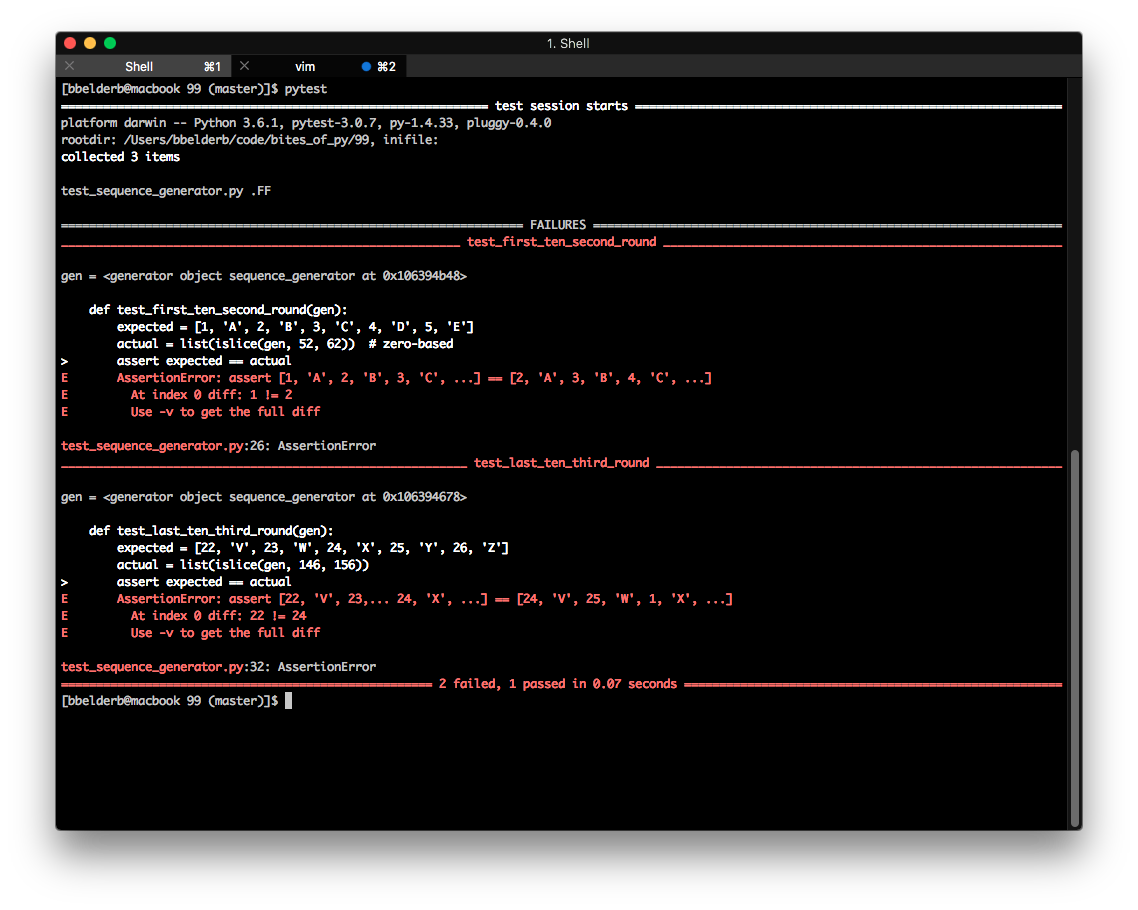 1. Shell
Shell ⌘1 vim ⌘2
[bbelderb@macbook 99 (master)]$ pytest
test session starts
platform darwin -- Python 3.6.1, pytest-3.0.7, py-1.4.33, pluggy-0.4.0
rootdir: /Users/bbelderb/code/bites_of_py/99, inifile:
collected 3 items
test_sequence_generator.py .FF
FAILURES
test_first_ten_second_round
gen = <generator object sequence_generator at 0x106394b48>
def test_first_ten_second_round(gen):
expected = [1, 'A', 2, 'B', 3, 'C', 4, 'D', 5, 'E']
actual = list(islice(gen, 52, 62))  # zero-based
>       assert expected == actual
E       AssertionError: assert [1, 'A', 2, 'B', 3, 'C', ...] == [2, 'A', 3, 'B', 4, 'C', ...]
E         At index 0 diff: 1 != 2
E         Use -v to get the full diff
test_sequence_generator.py:26: AssertionError
test_last_ten_third_round
gen = <generator object sequence_generator at 0x106394678>
def test_last_ten_third_round(gen):
expected = [22, 'V', 23, 'W', 24, 'X', 25, 'Y', 26, 'Z']
actual = list(islice(gen, 146, 156))
>       assert expected == actual
E       AssertionError: assert [22, 'V', 23,... 24, 'X', ...] == [24, 'V', 25, 'W', 1, 'X', ...]
E         At index 0 diff: 22 != 24
E         Use -v to get the full diff
test_sequence_generator.py:32: AssertionError
2 failed, 1 passed in 0.07 seconds
[bbelderb@macbook 99 (master)]$